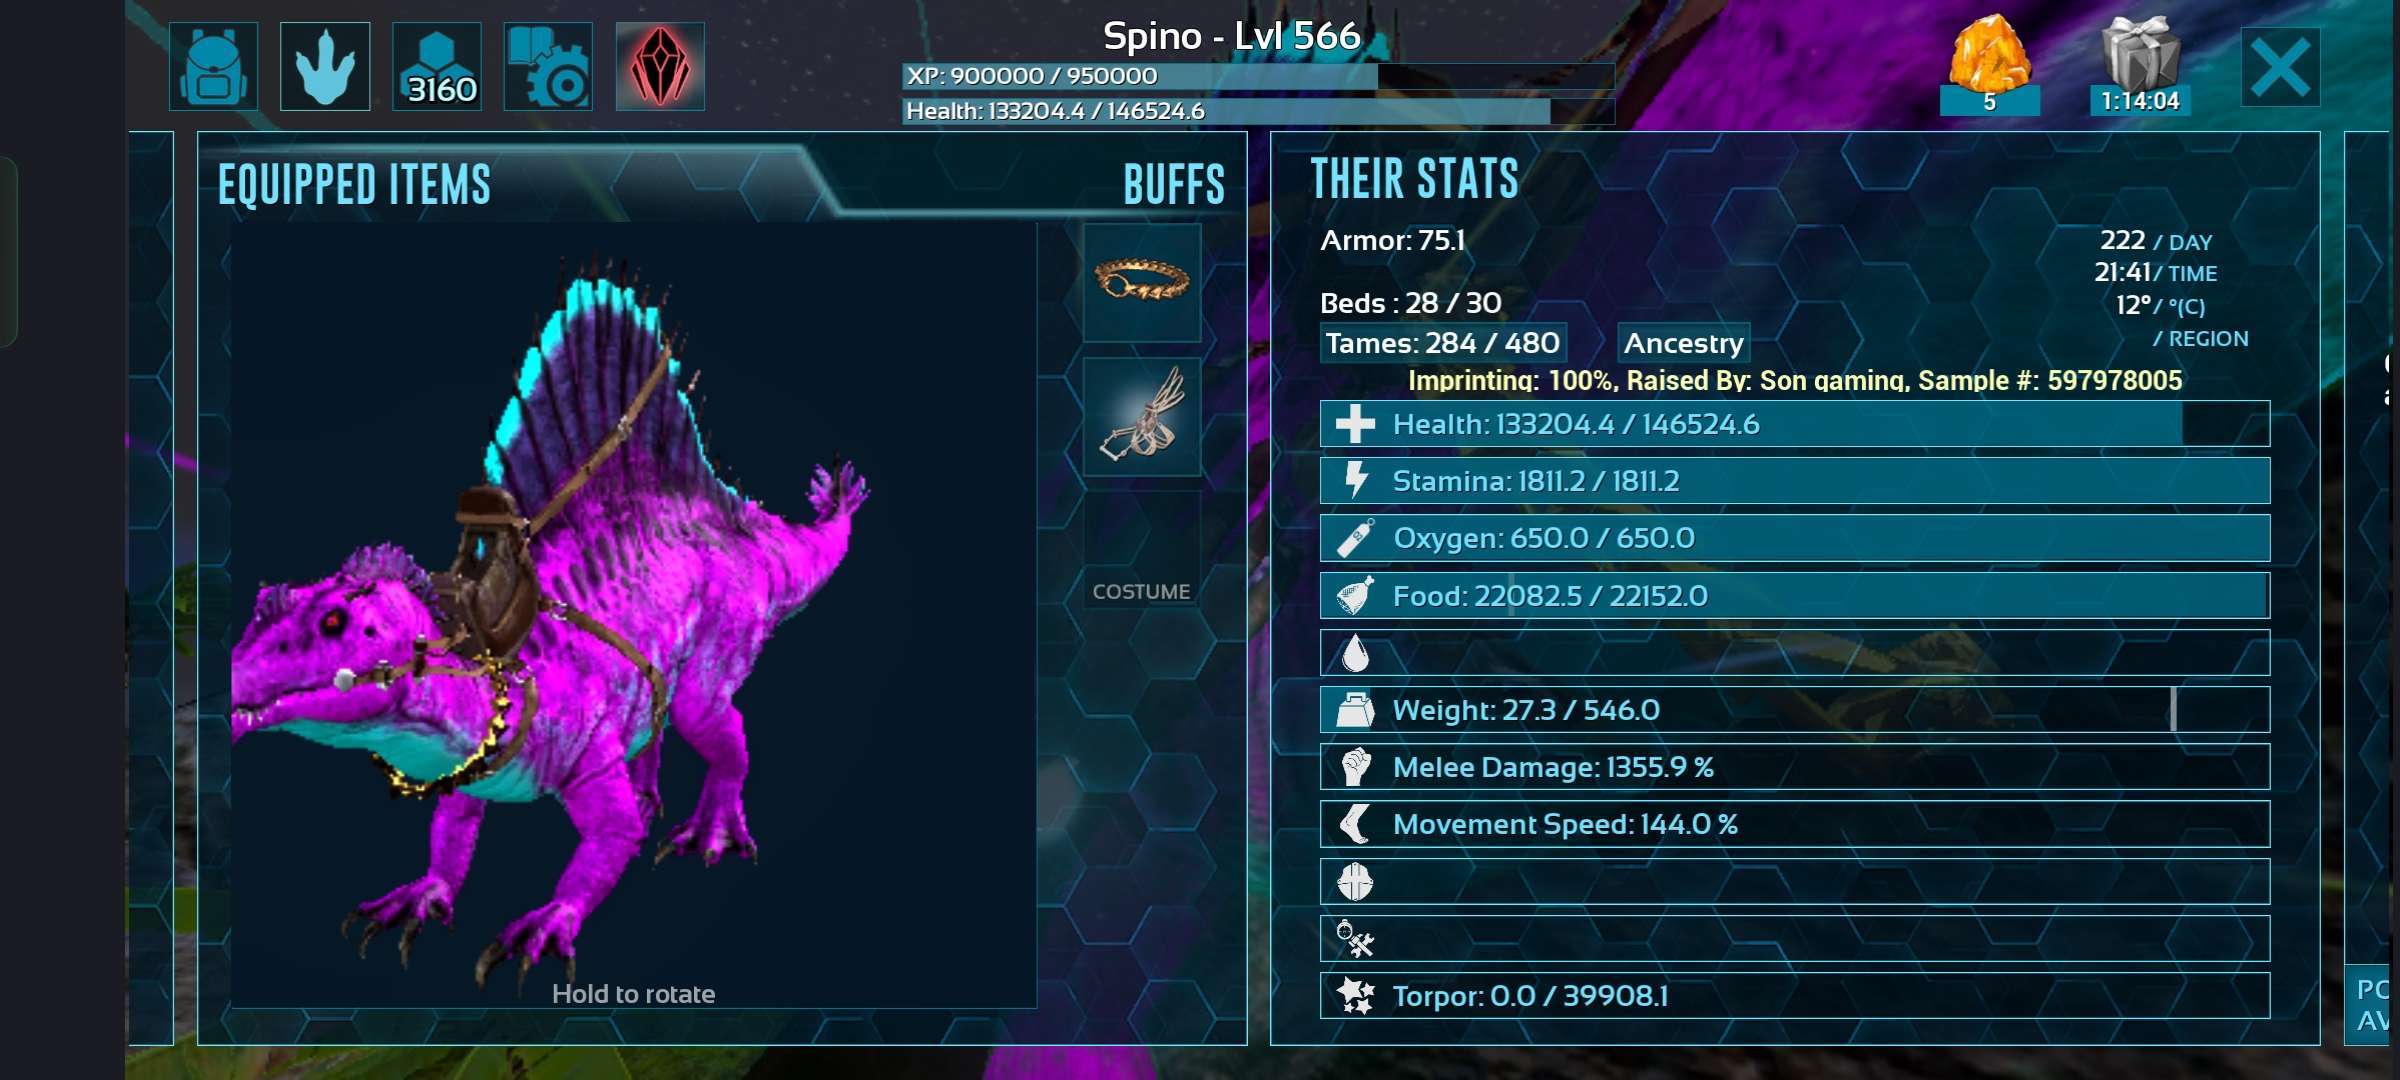 Spino - Lvl 566
3160
XP: 900000 / 950000
Health: 133204.4 / 146524.6
5
1:14:04
EQUIPPED ITEMS
BUFFS
COSTUME
Hold to rotate
THEIR STATS
Armor: 75.1
222 / DAY
21:41 / TIME
12° / °(C)
/ REGION
Beds : 28 / 30
Tames: 284 / 480
Ancestry
Imprinting: 100%, Raised By: Son gaming, Sample #: 597978005
Health: 133204.4 / 146524.6
Stamina: 1811.2 / 1811.2
Oxygen: 650.0 / 650.0
Food: 22082.5 / 22152.0
Weight: 27.3 / 546.0
Melee Damage: 1355.9 %
Movement Speed: 144.0 %
Torpor: 0.0 / 39908.1